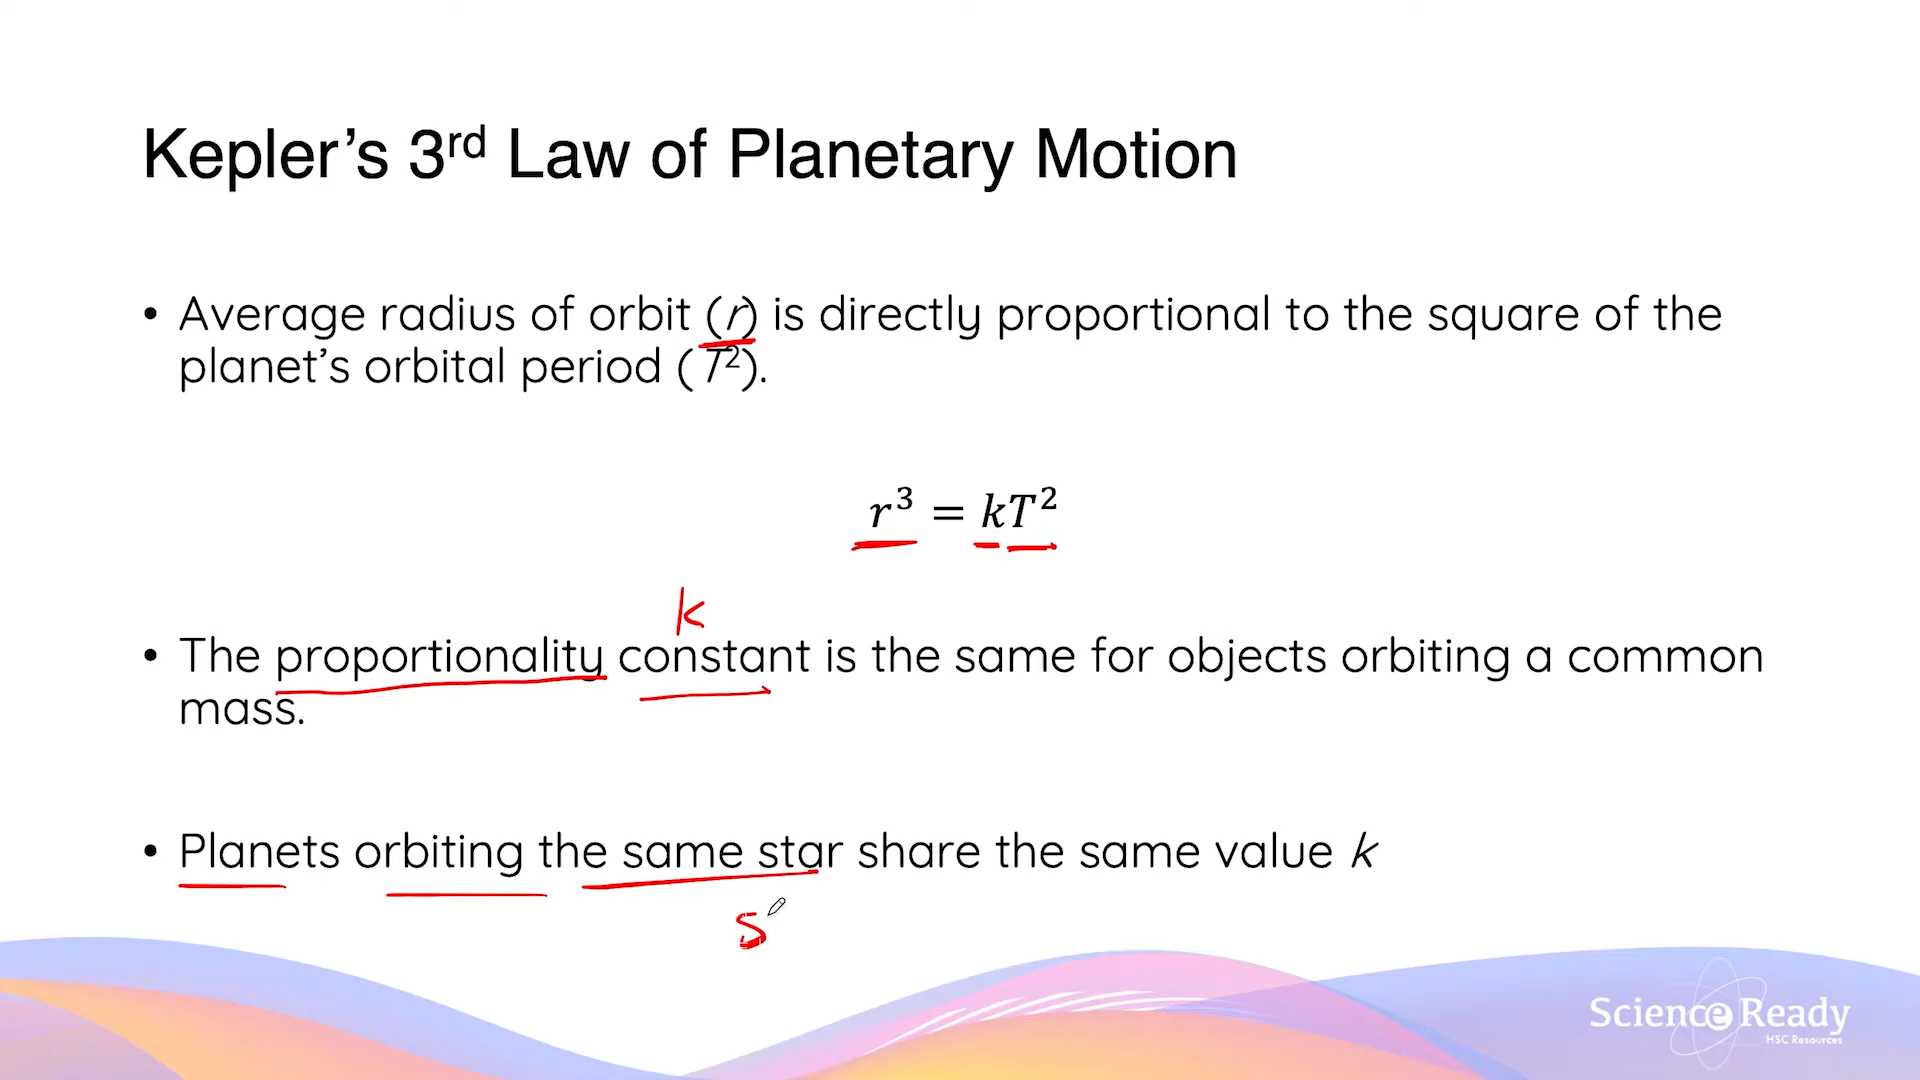 Kepler’s 3rd Law of Planetary Motion
• Average radius of orbit (r) is directly proportional to the square of the
planet’s orbital period (T²).
r³ = kT²
k
• The proportionality constant is the same for objects orbiting a common
mass.
• Planets orbiting the same star share the same value k
S
Science Ready
HSC Resources